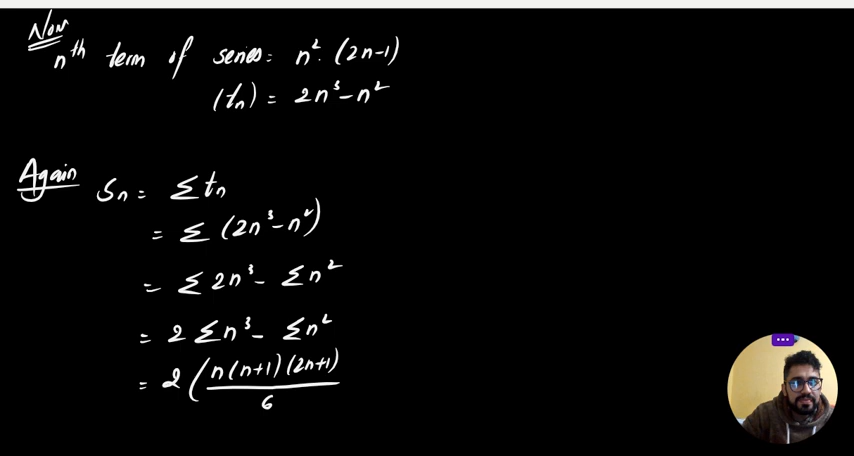 Now
nth term of series = n². (2n-1)
(tn) = 2n³-n²
Again
Sn = Σtn
= Σ (2n³-n²)
= Σ 2n³ - Σn²
= 2 Σn³ - Σn²
= 2 (n(n+1)(2n+1)
6